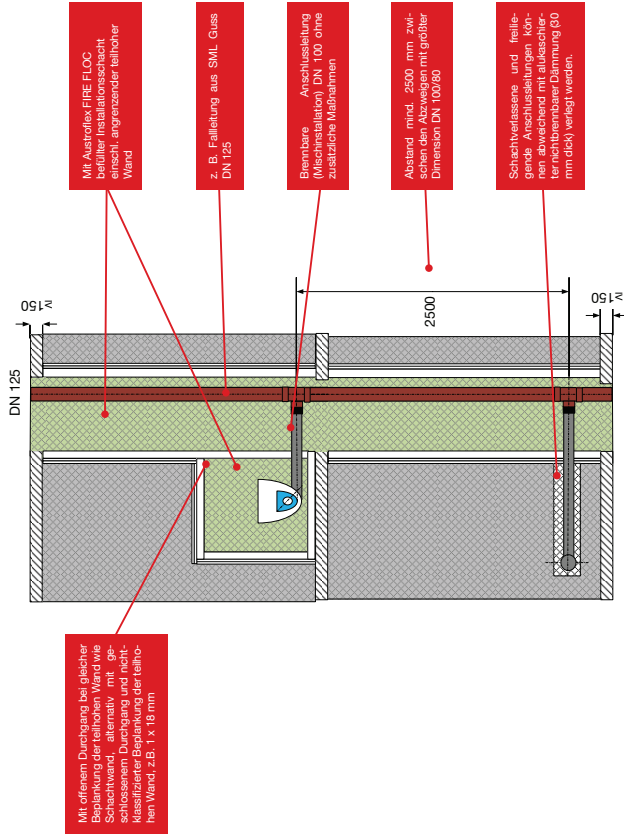 Mit Austroflex FIRE FLOC
befüllter Installationsschacht
einschl. angrenzender teilhoher
Wand
z. B. Fallleitung aus SML Guss
DN 125
Brennbare Anschlussleitung
(Mischinstallation) DN 100 ohne
zusätzliche Maßnahmen
Abstand mind. 2500 mm zwi-
schen den Abzweigen mit größter
Dimension DN 100/80
Schachtverlassene und freilie-
gende Anschlussleitungen kön-
nen abweichend mit alukaschier-
ter nichtbrennbarer Dämmung (30
mm dick) verlegt werden.
DN 125
≥150
2500
≥150
Mit offenem Durchgang bei gleicher
Beplankung der teilhohen Wand wie
Schachtwand, alternativ mit ge-
schlossenem Durchgang und nicht-
klassifizierter Beplankung der teilho-
hen Wand, z.B. 1 x 18 mm